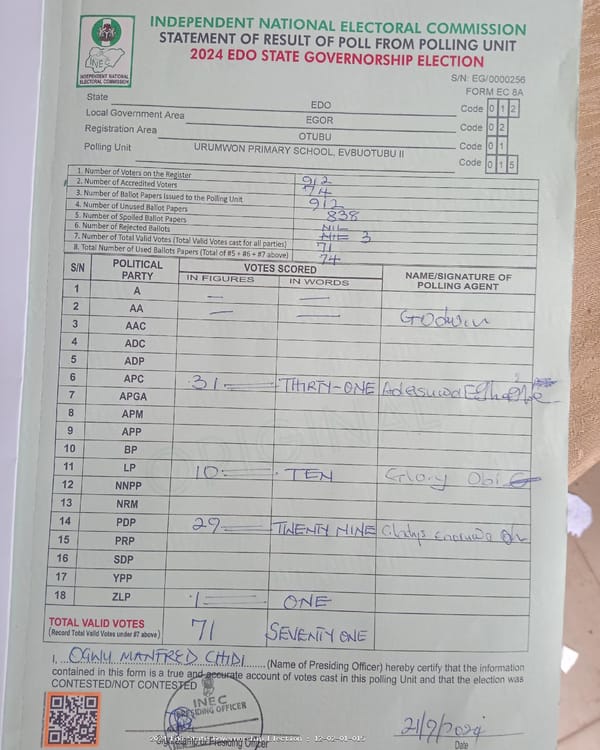 INDEPENDENT NATIONAL ELECTORAL COMMISSION
STATEMENT OF RESULT OF POLL FROM POLLING UNIT
2024 EDO STATE GOVERNORSHIP ELECTION
INEC
INDEPENDENT NATIONAL
ELECTORAL COMMISSION
S/N: EG/0000256
FORM EC 8A
State EDO Code 0 1 2
Local Government Area EGOR Code 0 2
Registration Area OTUBU Code 0 1
Polling Unit URUMWON PRIMARY SCHOOL, EVBUOTUBU II Code 0 1 5
1. Number of Voters on the Register 912
2. Number of Accredited Voters 74
3. Number of Ballot Papers Issued to the Polling Unit 912
4. Number of Unused Ballot Papers 838
5. Number of Spoiled Ballot Papers NIL
6. Number of Rejected Ballots NIL 3
7. Number of Total Valid Votes (Total Valid Votes cast for all parties) 71
8. Total Number of Used Ballots Papers (Total of #5 + #6 + #7 above) 74
S/N POLITICAL PARTY VOTES SCORED NAME/SIGNATURE OF POLLING AGENT
IN FIGURES IN WORDS
1 A
2 AA Godwin
3 AAC
4 ADC
5 ADP
6 APC 31 THIRTY-ONE Adesuwa
7 APGA
8 APM
9 APP
10 BP
11 LP 10 TEN Glory Obi
12 NNPP
13 NRM
14 PDP 29 TWENTY NINE Gladys
15 PRP
16 SDP
17 YPP
18 ZLP 1 ONE
TOTAL VALID VOTES 71 SEVENTY ONE
(Record Total Valid Votes under #7 above)
I, OGWU MANFRED CHIDI (Name of Presiding Officer) hereby certify that the information
contained in this form is a true and accurate account of votes cast in this polling Unit and that the election was
CONTESTED/NOT CONTESTED
INEC
PRESIDING OFFICER
21/9/2024
2024 Edo State Governorship Election : 12-02-01-015
Signature of Presiding Officer
Date